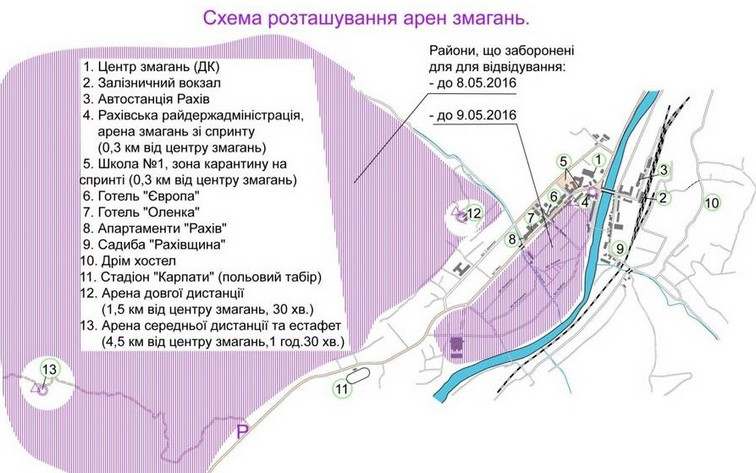 Схема розташування арен змагань.
Райони, що заборонені
для для відвідування:
- до 8.05.2016
- до 9.05.2016
1. Центр змагань (ДК)
2. Залізничний вокзал
3. Автостанція Рахів
4. Рахівська райдержадміністрація,
арена змагань зі спринту
(0,3 км від центру змагань)
5. Школа №1, зона карантину на
спринті (0,3 км від центру змагань)
6. Готель "Європа"
7. Готель "Оленка"
8. Апартаменти "Рахів"
9. Садиба "Рахівщина"
10. Дрім хостел
11. Стадіон "Карпати" (польовий табір)
12. Арена довгої дистанції
(1,5 км від центру змагань, 30 хв.)
13. Арена середньої дистанції та естафет
(4,5 км від центру змагань,1 год.30 хв.)
5
1
3
6
4
2
10
7
12
8
9
13
11
P